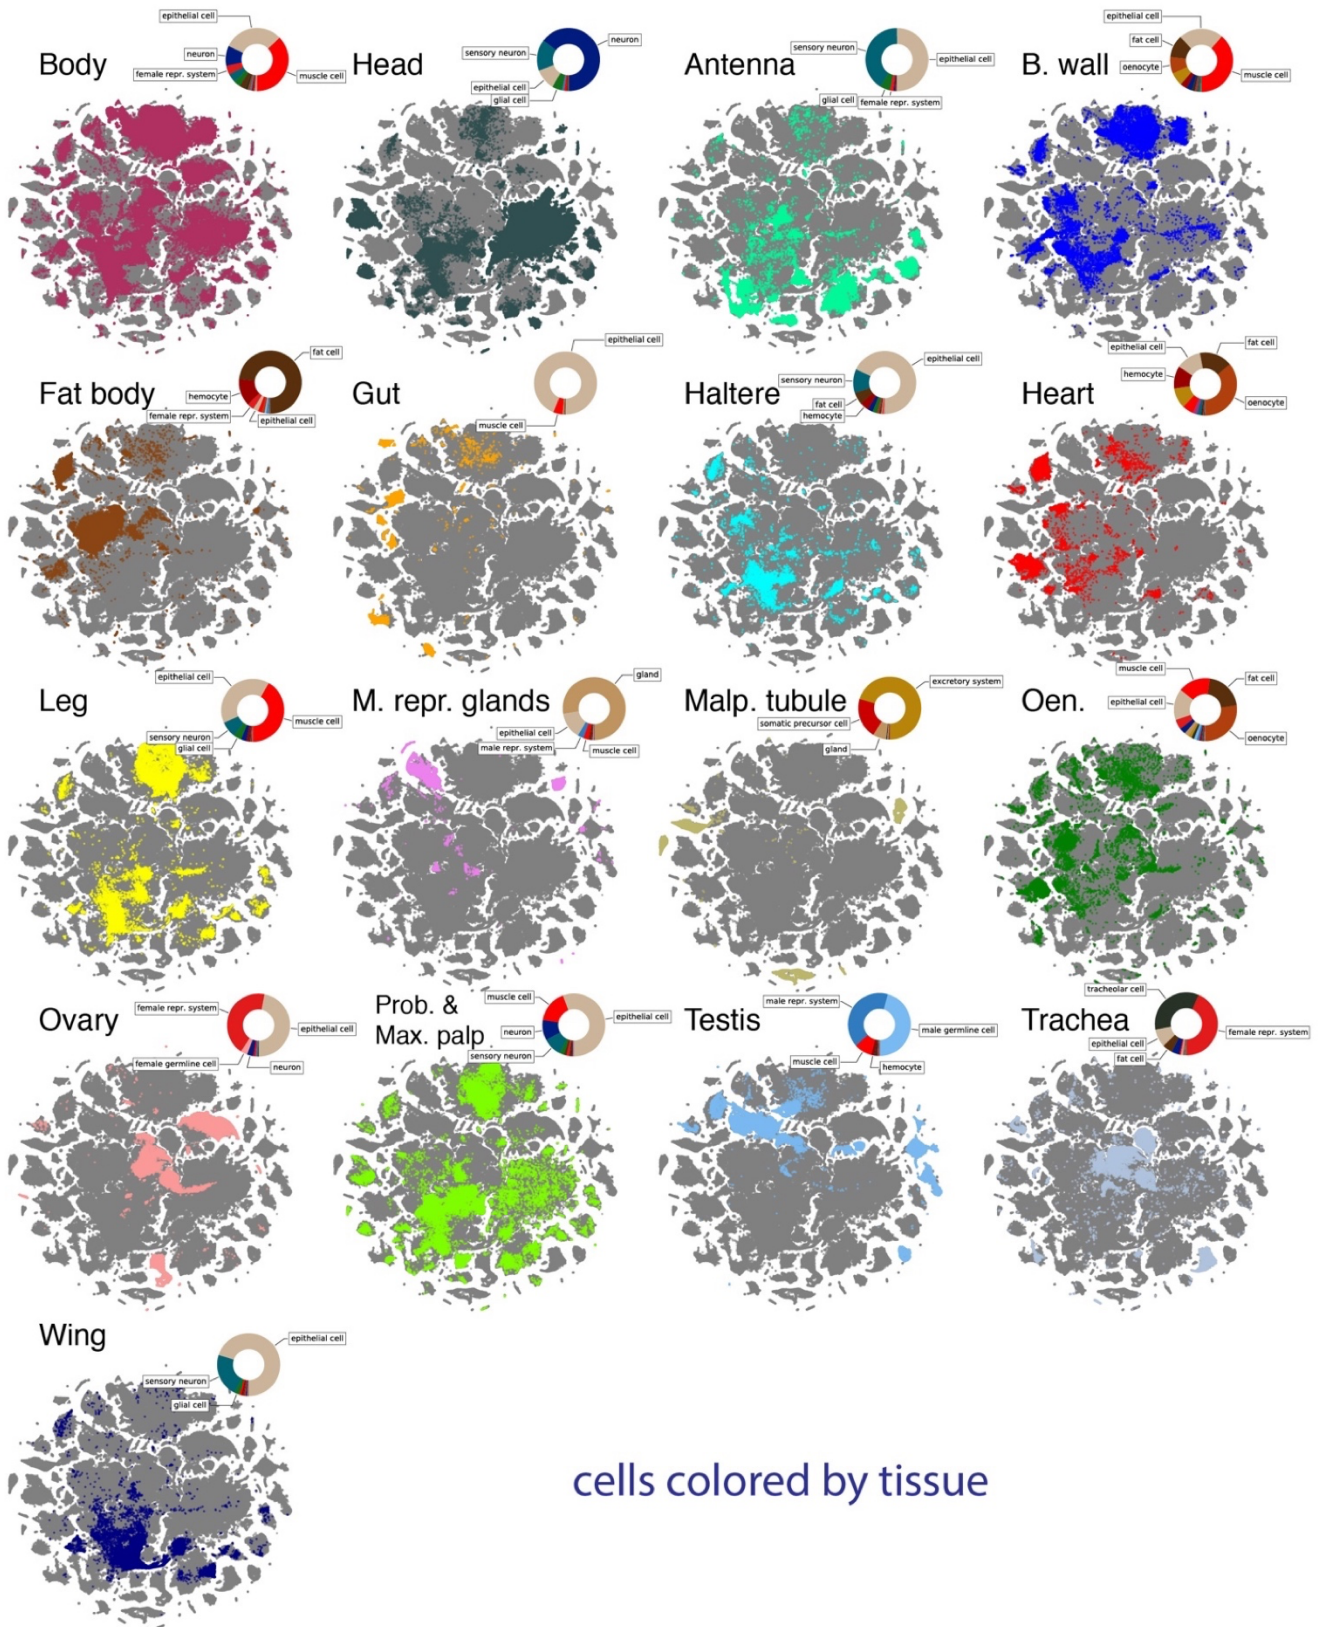 epithelial cell
neuron
female repr. system
muscle cell
Body
sensory neuron
neuron
epithelial cell
glial cell
Head
sensory neuron
epithelial cell
glial cell
female repr. system
Antenna
epithelial cell
fat cell
oenocyte
muscle cell
B. wall
fat cell
hemocyte
female repr. system
epithelial cell
Fat body
epithelial cell
muscle cell
Gut
epithelial cell
sensory neuron
fat cell
hemocyte
Haltere
epithelial cell
fat cell
hemocyte
oenocyte
Heart
epithelial cell
muscle cell
sensory neuron
glial cell
Leg
gland
epithelial cell
male repr. system
muscle cell
M. repr. glands
excretory system
somatic precursor cell
gland
Malp. tubule
muscle cell
fat cell
epithelial cell
oenocyte
Oen.
female repr. system
epithelial cell
female germline cell
neuron
Ovary
muscle cell
epithelial cell
neuron
sensory neuron
Prob. &
Max. palp
male repr. system
male germline cell
muscle cell
hemocyte
Testis
tracheolar cell
female repr. system
epithelial cell
fat cell
Trachea
epithelial cell
sensory neuron
glial cell
Wing
cells colored by tissue